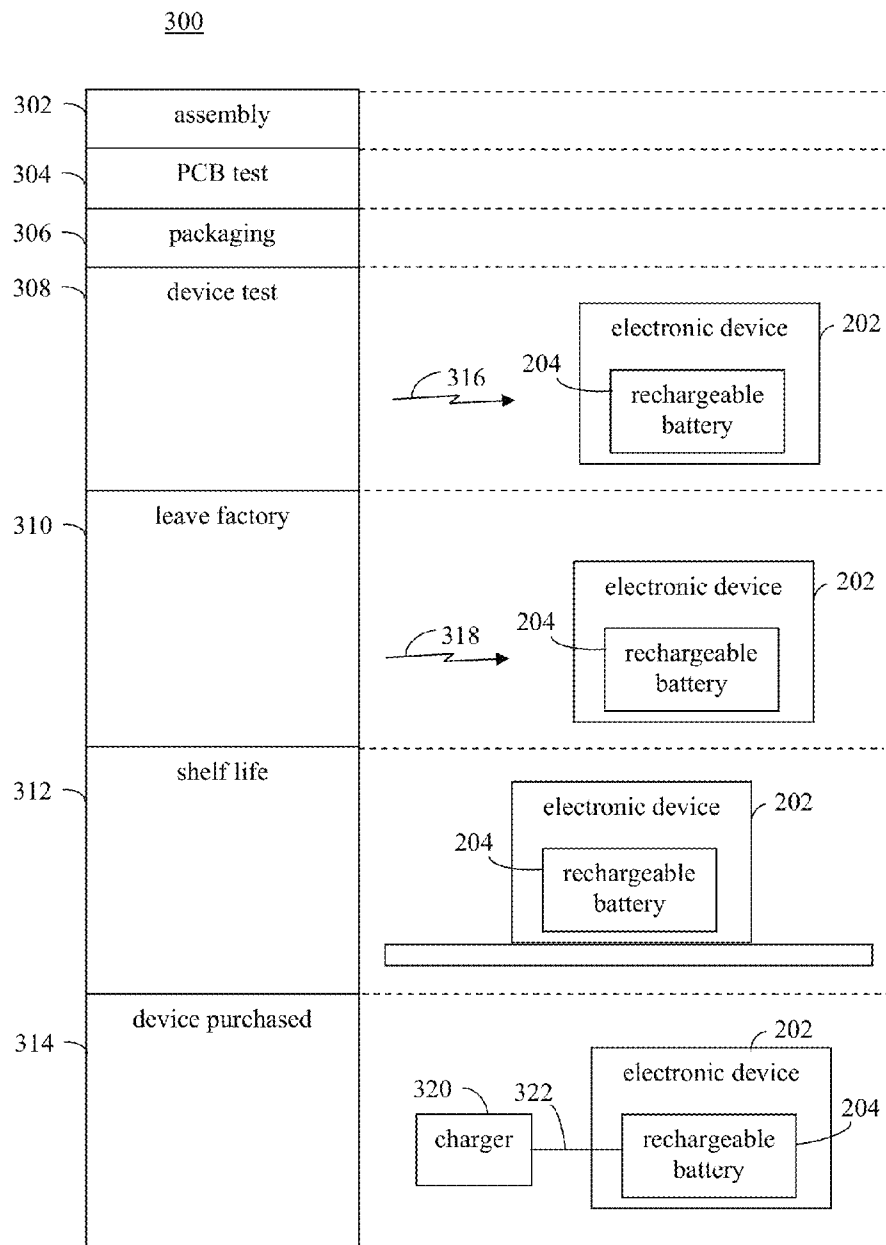 300
302
assembly
304
PCB test
306
packaging
308
device test
electronic device
202
204
316
rechargeable
battery
310
leave factory
electronic device
202
204
318
rechargeable
battery
312
shelf life
electronic device
202
204
rechargeable
battery
314
device purchased
202
electronic device
320
322
204
charger
rechargeable
battery